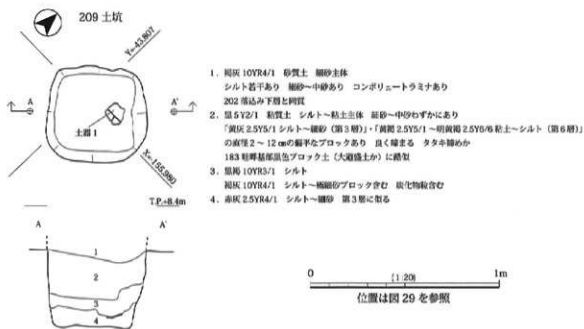 209 土坑
Y=-43,807
A
A'
土器 1
X=-155,980
T.P.+8.4m
A
A'
1
2
3
4
1. 褐灰 10YR4/1 砂質土 細砂主体
シルト若干あり 細砂～中砂あり コンボリュートラミナあり
202 落込み下層と同質
2. 黒 5Y2/1 粘質土 シルト～粘土主体 細砂～中砂わずかにあり
「黄灰 2.5Y5/1 シルト～細砂（第3層）」・「黄灰 2.5Y5/1～明黄褐 2.5Y6/6 粘土～シルト（第6層）」
の直径 2 ～ 12 ㎝の偏平なブロックあり 良く締まる タタキ締めか
183 畦畔基部黒色ブロック土（大道盛土か）に酷似
3. 黒褐 10YR3/1 シルト
褐灰 10YR4/1 シルト～極細砂ブロック含む 炭化物粒含む
4. 赤灰 2.5YR4/1 シルト～細砂 第3層に似る
0
[1:20]
1m
位置は図 29 を参照